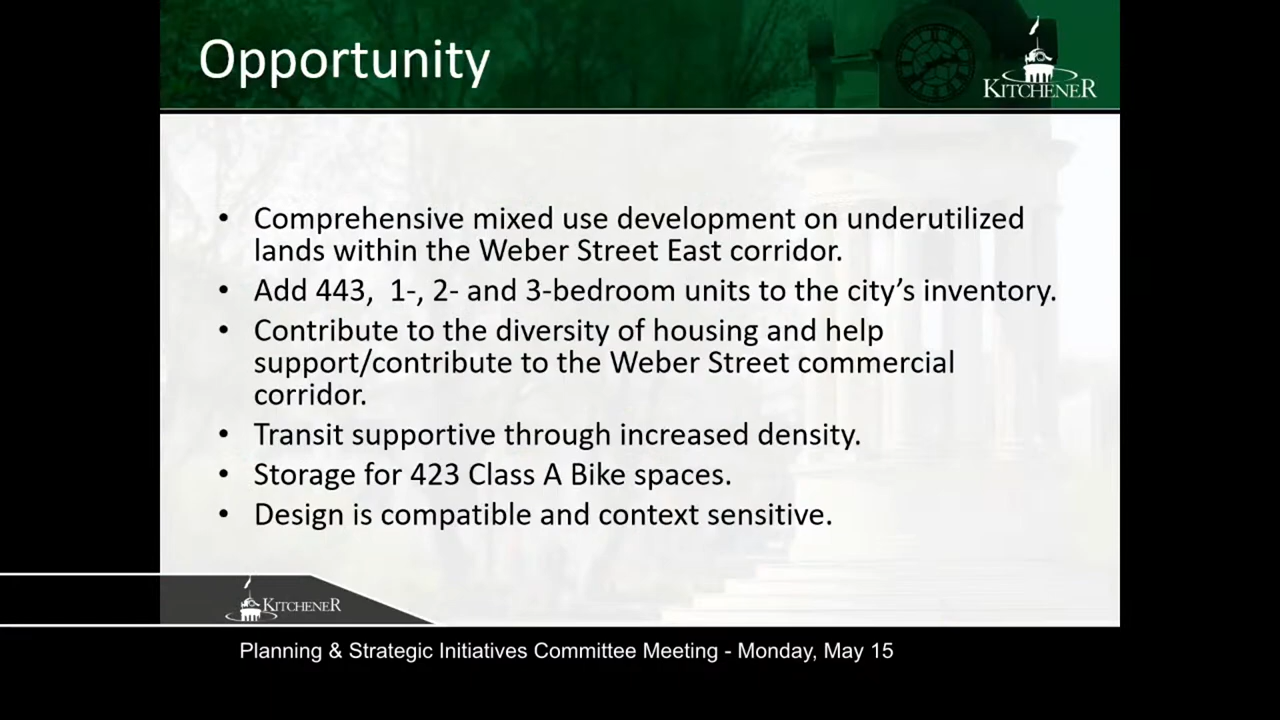 Opportunity
KITCHENER
• Comprehensive mixed use development on underutilized
lands within the Weber Street East corridor.
• Add 443,  1-, 2- and 3-bedroom units to the city’s inventory.
• Contribute to the diversity of housing and help
support/contribute to the Weber Street commercial
corridor.
• Transit supportive through increased density.
• Storage for 423 Class A Bike spaces.
• Design is compatible and context sensitive.
KITCHENER
Planning & Strategic Initiatives Committee Meeting - Monday, May 15